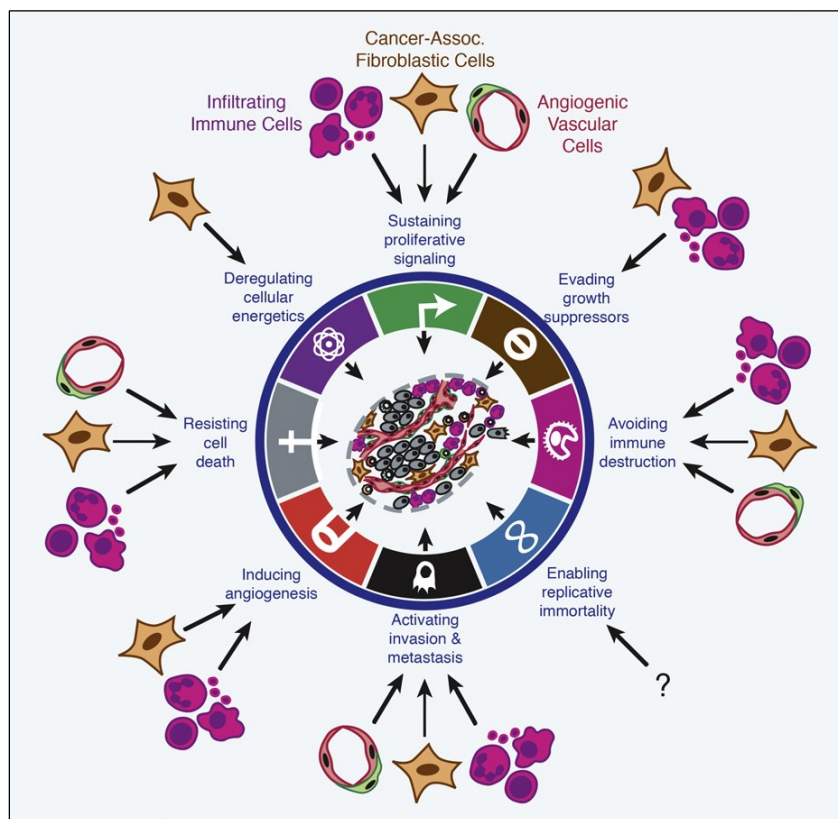 Cancer-Assoc.
Fibroblastic Cells
Infiltrating
Immune Cells
Angiogenic
Vascular
Cells
Sustaining
proliferative
signaling
Deregulating
cellular
energetics
Evading
growth
suppressors
Resisting
cell
death
Avoiding
immune
destruction
Inducing
angiogenesis
Enabling
replicative
immortality
Activating
invasion &
metastasis
?